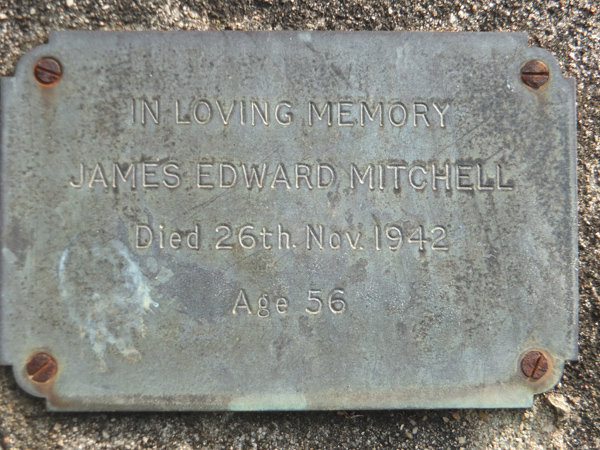 IN LOVING MEMORY
JAMES EDWARD MITCHELL
Died 26th. Nov. 1942
Age 56